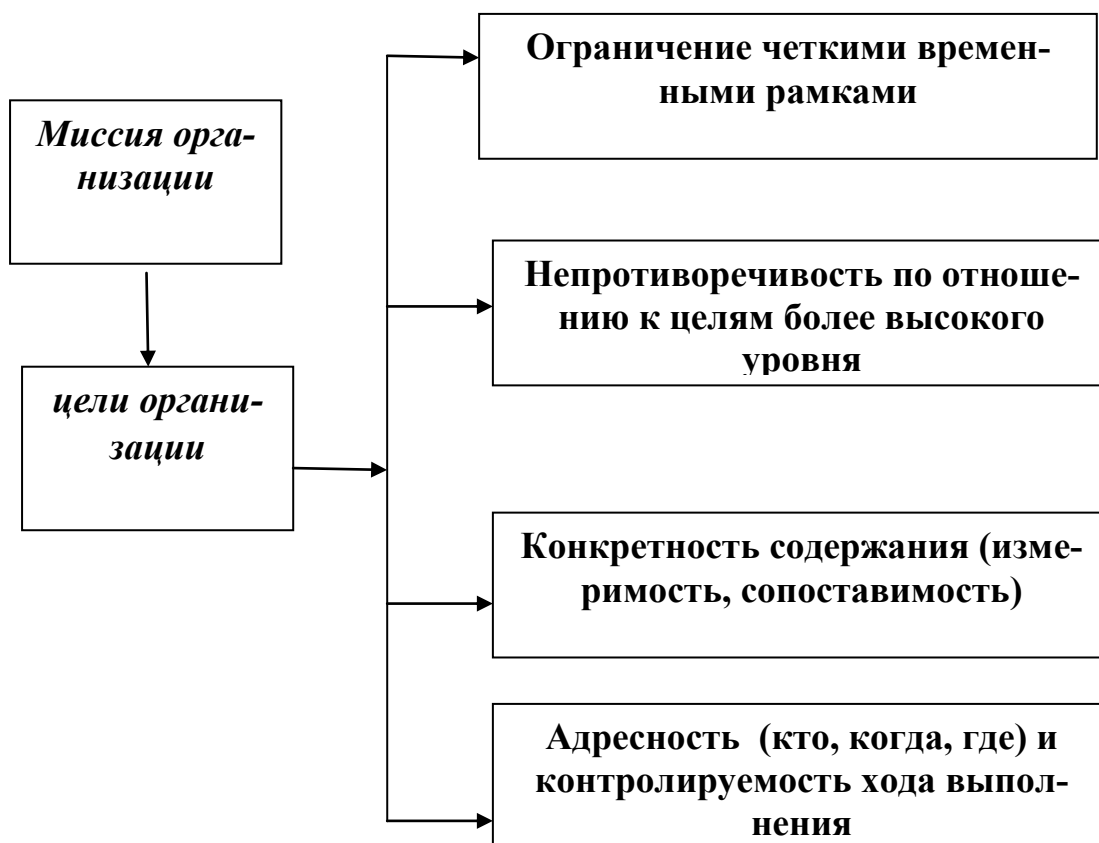 Ограничение четкими времен-
ными рамками
Миссия орга-
низации
Непротиворечивость по отноше-
нию к целям более высокого
уровня
цели органи-
зации
Конкретность содержания (изме-
римость, сопоставимость)
Адресность  (кто, когда, где) и
контролируемость хода выпол-
нения